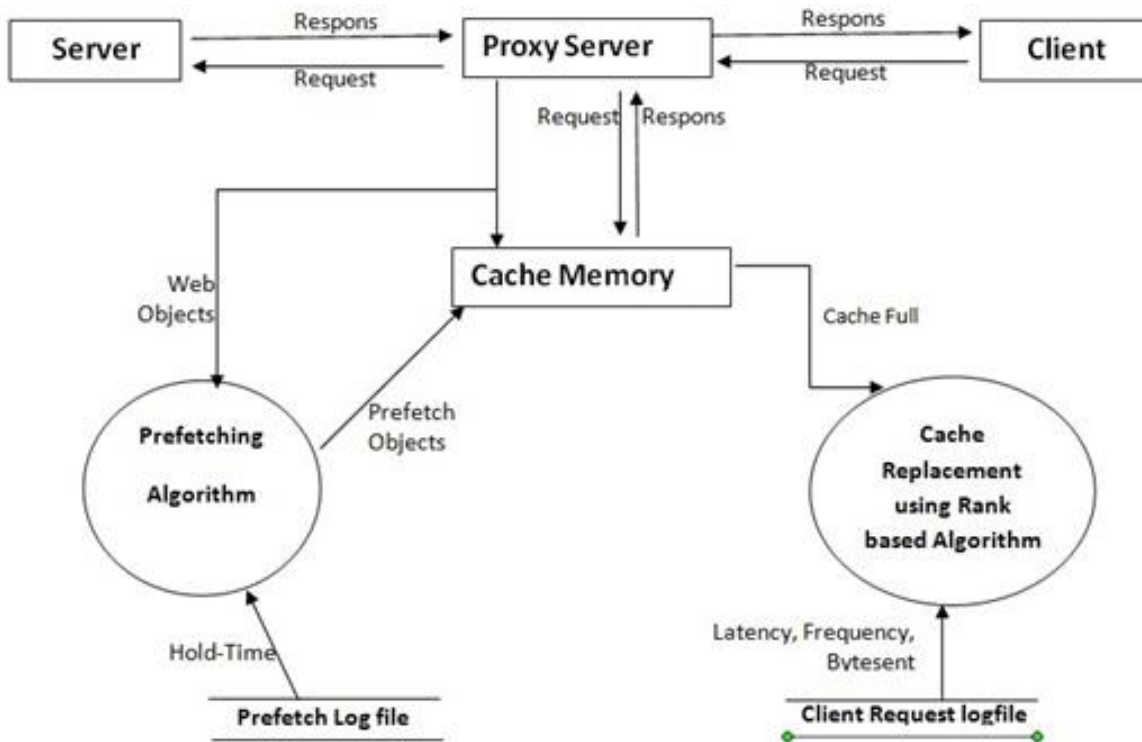 Respons
Respons
Server
Proxy Server
Client
Request
Request
Request
Respons
Cache Memory
Web
Objects
Cache Full
Prefetch
Objects
Prefetching
Algorithm
Cache
Replacement
using Rank
based Algorithm
Hold-Time
Latency, Frequency,
Bytesent
Prefetch Log file
Client Request logfile